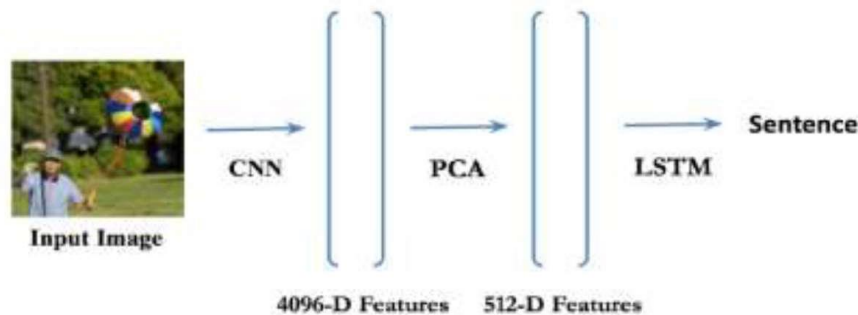 CNN
PCA
LSTM
Sentence
Input Image
4096-D Features
512-D Features